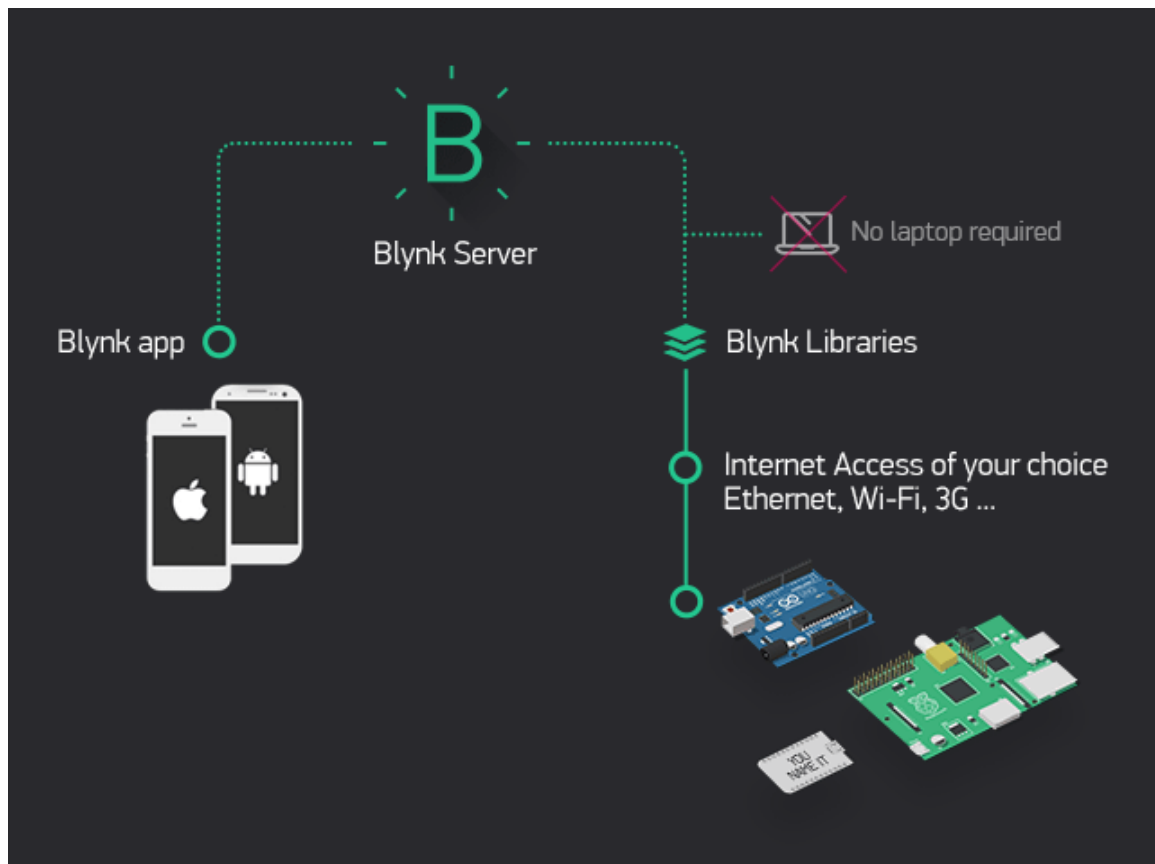 B
Blynk Server
No laptop required
Blynk app
Blynk Libraries
Internet Access of your choice
Ethernet, Wi-Fi, 3G ...
YOU
NAME IT